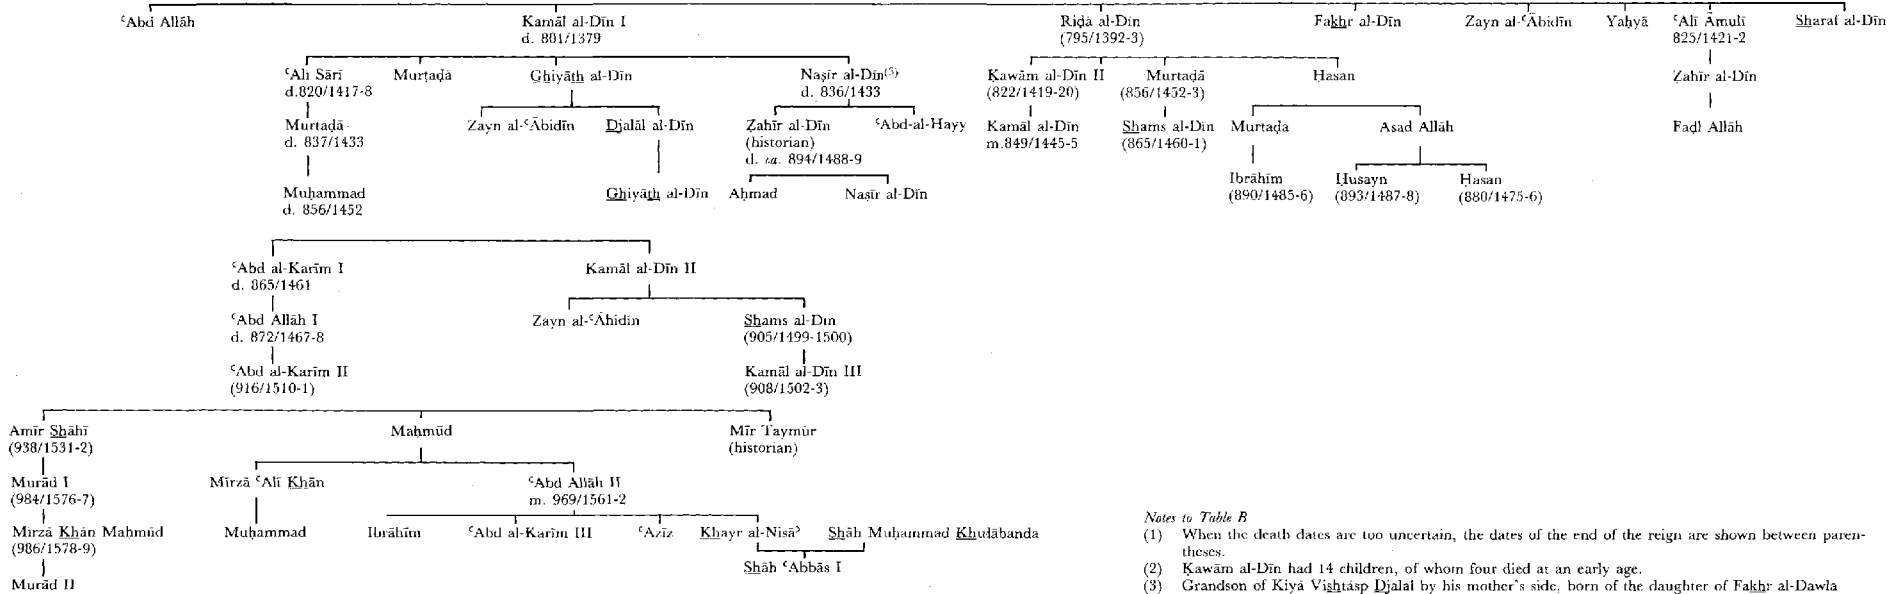 ʿAbd Allāh Kamāl al-Dīn I Riḍā al-Dīn Fakhr al-Dīn Zayn al-ʿĀbidīn Yaḥyā ʿAlī Āmulī Sharaf al-Dīn
d. 801/1379 (795/1392-3) 825/1421-2
ʿAlī Sārī Murtaḍā Ghiyāth al-Dīn Naṣīr al-Dīn(3) Ḳawām al-Dīn II Murtaḍā Ḥasan Ẓahīr al-Dīn
d.820/1417-8 d. 836/1433 (822/1419-20) (856/1452-3)
Murtaḍā Zayn al-ʿĀbidīn Djalāl al-Dīn Ẓahīr al-Dīn ʿAbd-al-Hayy Kamāl al-Dīn Shams al-Dīn Murtaḍa Asad Allāh Faḍl Allāh
d. 837/1433 (historian) m.849/1445-5 (865/1460-1)
d. ca. 894/1488-9
Muḥammad Ghiyāth al-Dīn Aḥmad Naṣīr al-Dīn Ibrāhīm Ḥusayn Ḥasan
d. 856/1452 (890/1485-6) (893/1487-8) (880/1475-6)
ʿAbd al-Karīm I Kamāl al-Dīn II
d. 865/1461
ʿAbd Allāh I Zayn al-ʿĀbidīn Shams al-Dīn
d. 872/1467-8 (905/1499-1500)
ʿAbd al-Karīm II Kamāl al-Dīn III
(916/1510-1) (908/1502-3)
Amīr Shāhī Maḥmūd Mīr Taymūr
(938/1531-2) (historian)
Murād I Mīrzā ʿAlī Khān ʿAbd Allāh II
(984/1576-7) m. 969/1561-2
Mīrzā Khān Maḥmūd Muḥammad Ibrāhīm ʿAbd al-Karīm III ʿAzīz Khayr al-Nisāʾ Shāh Muḥammad Khudābanda
(986/1578-9)
Shāh ʿAbbās I
Murād II
Notes to Table B
(1) When the death dates are too uncertain, the dates of the end of the reign are shown between paren-
theses.
(2) Ḳawām al-Dīn had 14 children, of whom four died at an early age.
(3) Grandson of Kiyā Vishtāsp Djalāl by his mother's side, born of the daughter of Fakhr al-Dawla